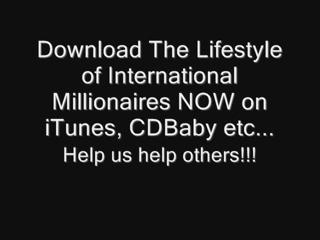 Download The Lifestyle
of International
Millionaires NOW on
iTunes, CDBaby etc...
Help us help others!!!